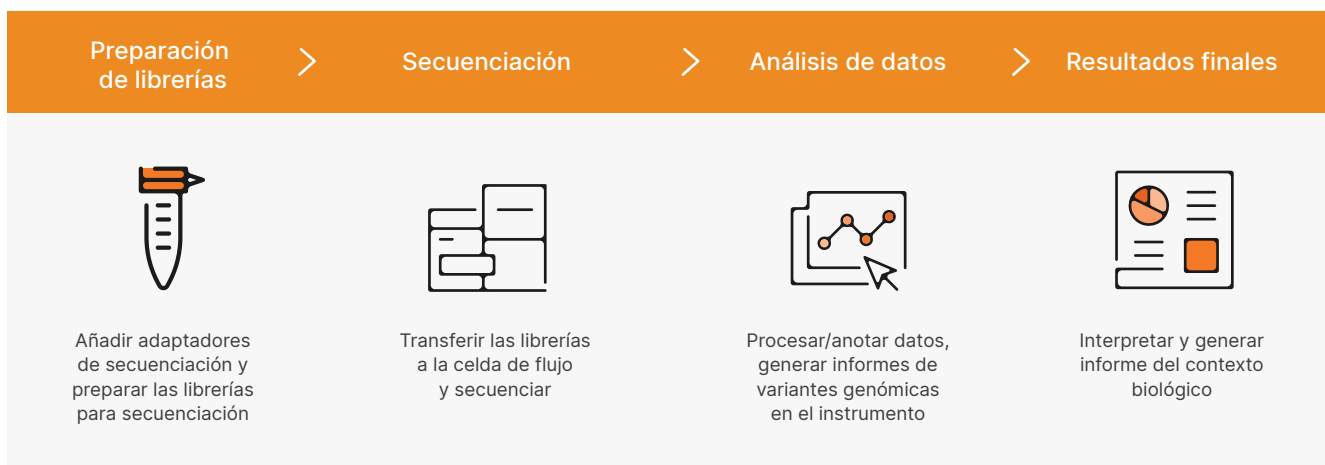 Preparación
de librerías
Secuenciación
Análisis de datos
Resultados finales
Añadir adaptadores
de secuenciación y
preparar las librerías
para secuenciación
Transferir las librerías
a la celda de flujo
y secuenciar
Procesar/anotar datos,
generar informes de
variantes genómicas
en el instrumento
Interpretar y generar
informe del contexto
biológico